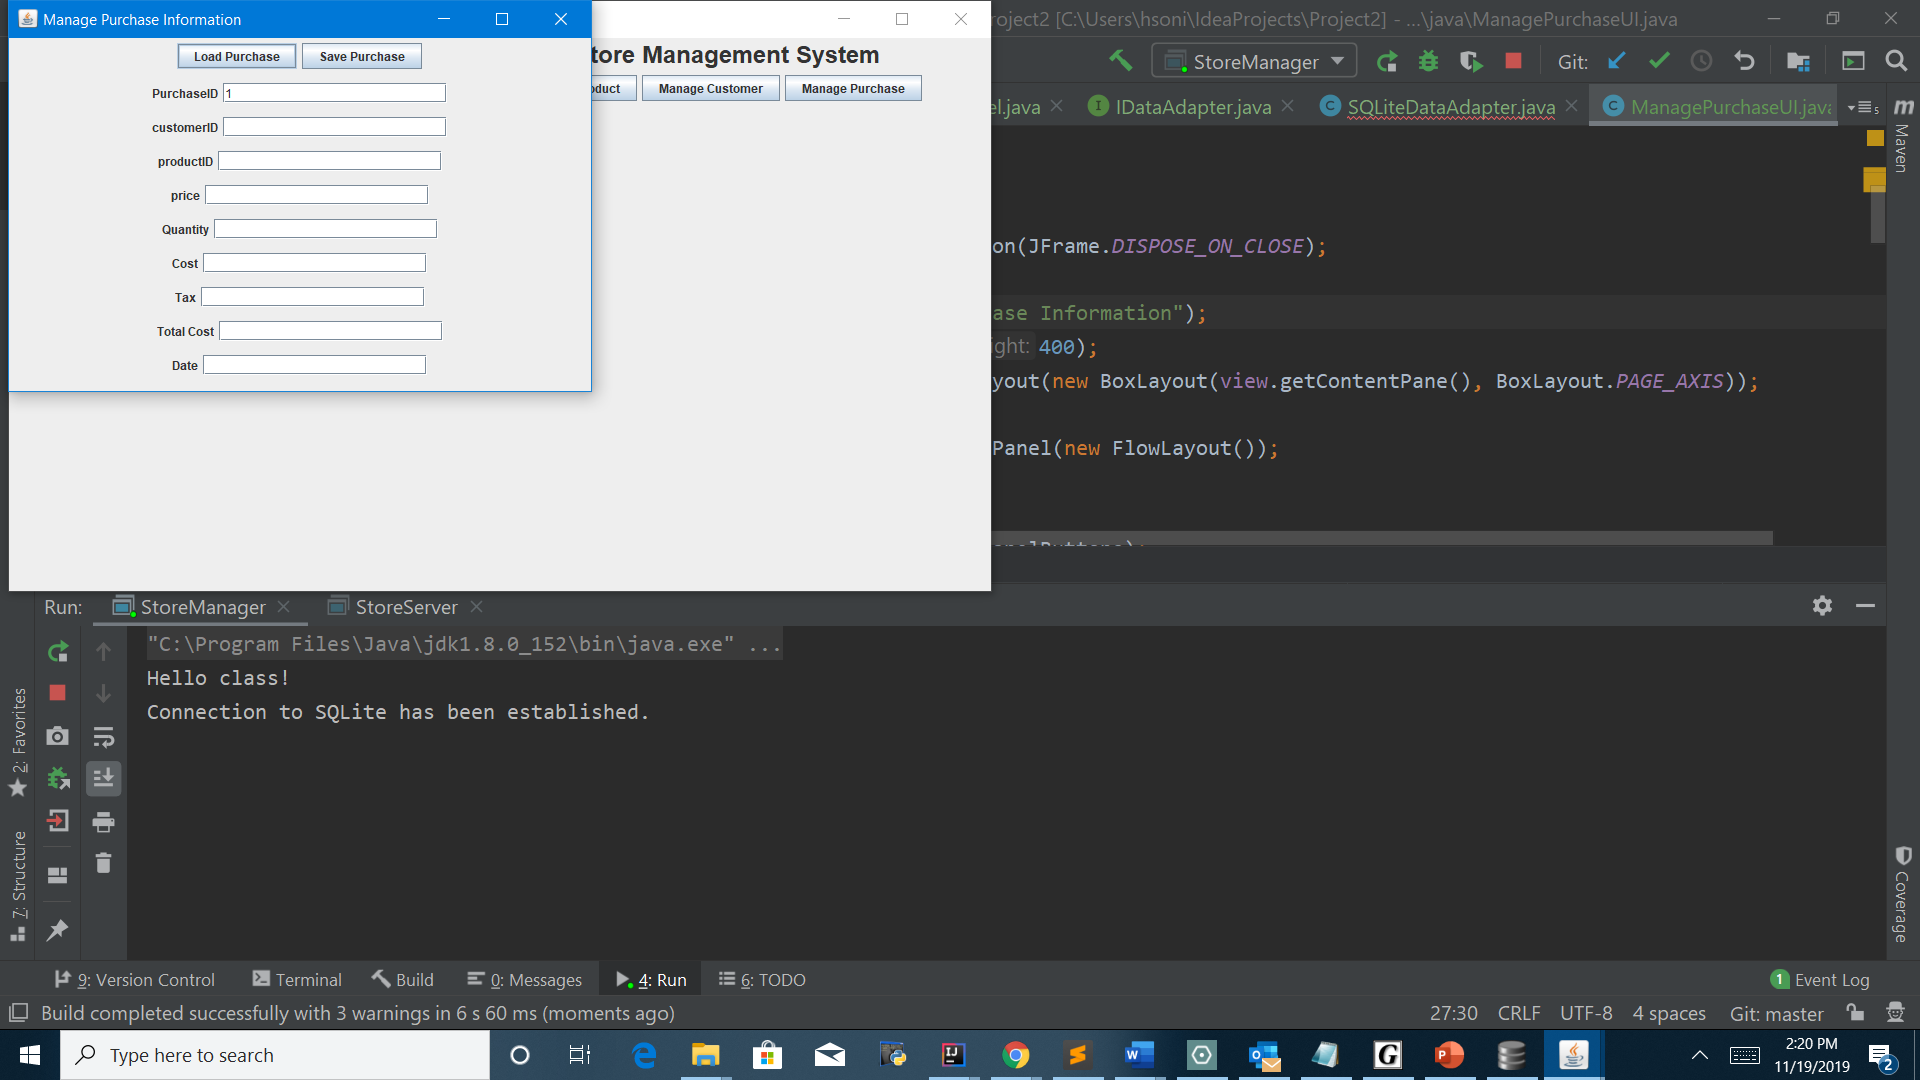 Manage Purchase Information
Load Purchase Save Purchase
PurchaseID 1
customerID
productID
price
Quantity
Cost
Tax
Total Cost
Date
tore Management System
oduct Manage Customer Manage Purchase
roject2 [C:\Users\hsoni\IdeaProjects\Project2] - ...\java\ManagePurchaseUI.java
StoreManager Git:
el.java IDataAdapter.java SQLiteDataAdapter.java ManagePurchaseUI.java 5
on(JFrame.DISPOSE_ON_CLOSE);
ase Information");
ight: 400);
yout(new BoxLayout(view.getContentPane(), BoxLayout.PAGE_AXIS));
Panel(new FlowLayout());
m Maven
Coverage
2: Favorites
7: Structure
Run: StoreManager StoreServer
"C:\Program Files\Java\jdk1.8.0_152\bin\java.exe" ...
Hello class!
Connection to SQLite has been established.
9: Version Control Terminal Build 0: Messages 4: Run 6: TODO 1 Event Log
Build completed successfully with 3 warnings in 6 s 60 ms (moments ago) 27:30 CRLF UTF-8 4 spaces Git: master
Type here to search
2:20 PM
11/19/2019
2